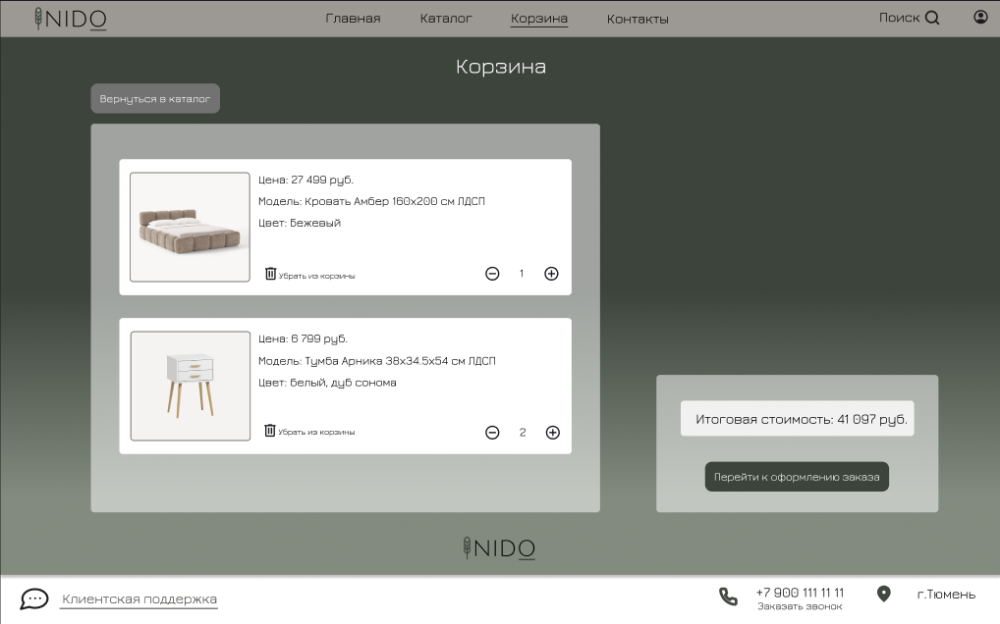 NIDO
Главная
Каталог
Корзина
Контакты
Поиск
Корзина
Вернуться в каталог
Цена: 27 499 руб.
Модель: Кровать Амбер 160x200 см ЛДСП
Цвет: бежевый
Убрать из корзины
1
Цена: 6 799 руб.
Модель: Тумба Арника 38x34.5x54 см ЛДСП
Цвет: белый, дуб сонома
Убрать из корзины
2
Итоговая стоимость: 41 097 руб.
Перейти к оформлению заказа
NIDO
Клиентская поддержка
+7 900 111 11 11
Заказать звонок
г.Тюмень